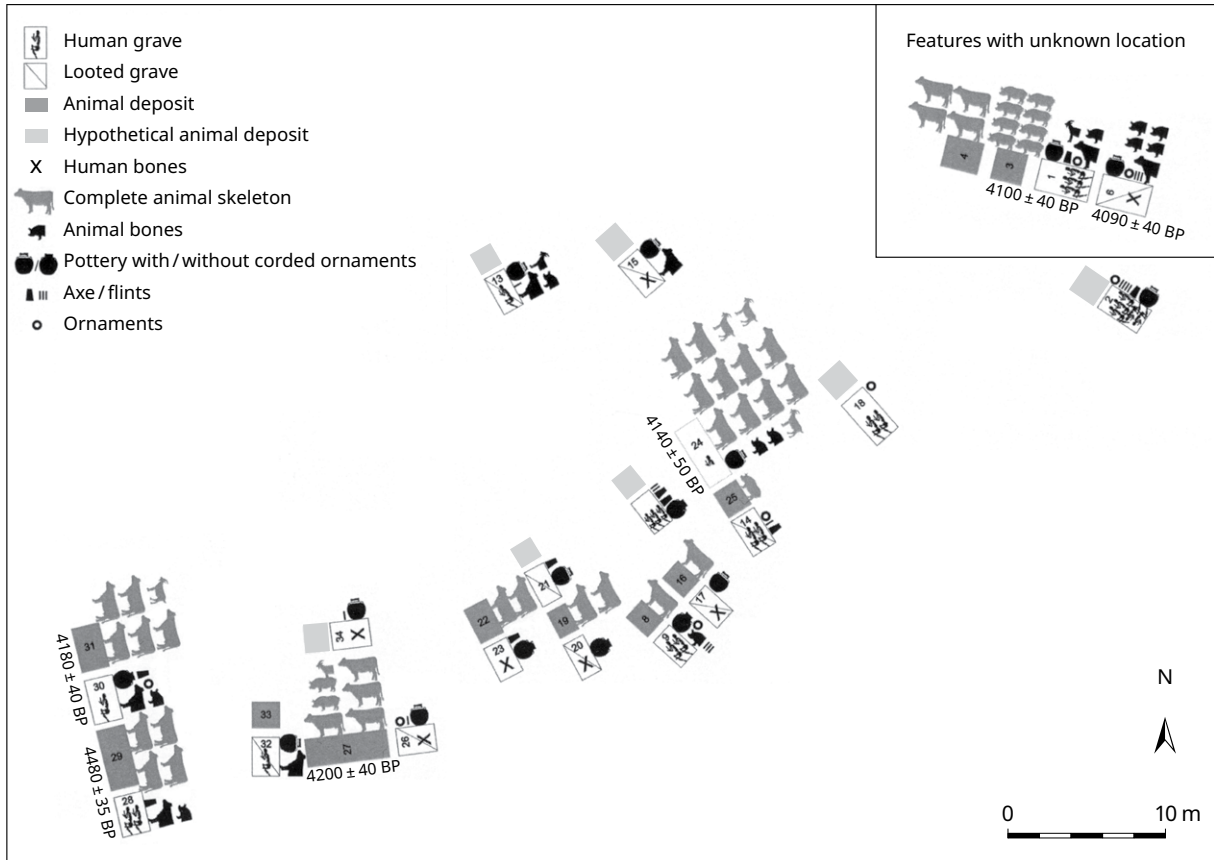 Human grave
Looted grave
Animal deposit
Hypothetical animal deposit
Human bones
Complete animal skeleton
Animal bones
Pottery with / without corded ornaments
Axe / flints
Ornaments
Features with unknown location
4
3
1
6
4100 ± 40 BP
4090 ± 40 BP
13
15
2
18
24
4140 ± 50 BP
25
14
21
16
17
22
19
8
9
23
20
31
4180 ± 40 BP
30
34
33
32
27
26
4200 ± 40 BP
29
4480 ± 35 BP
28
N
0 10 m